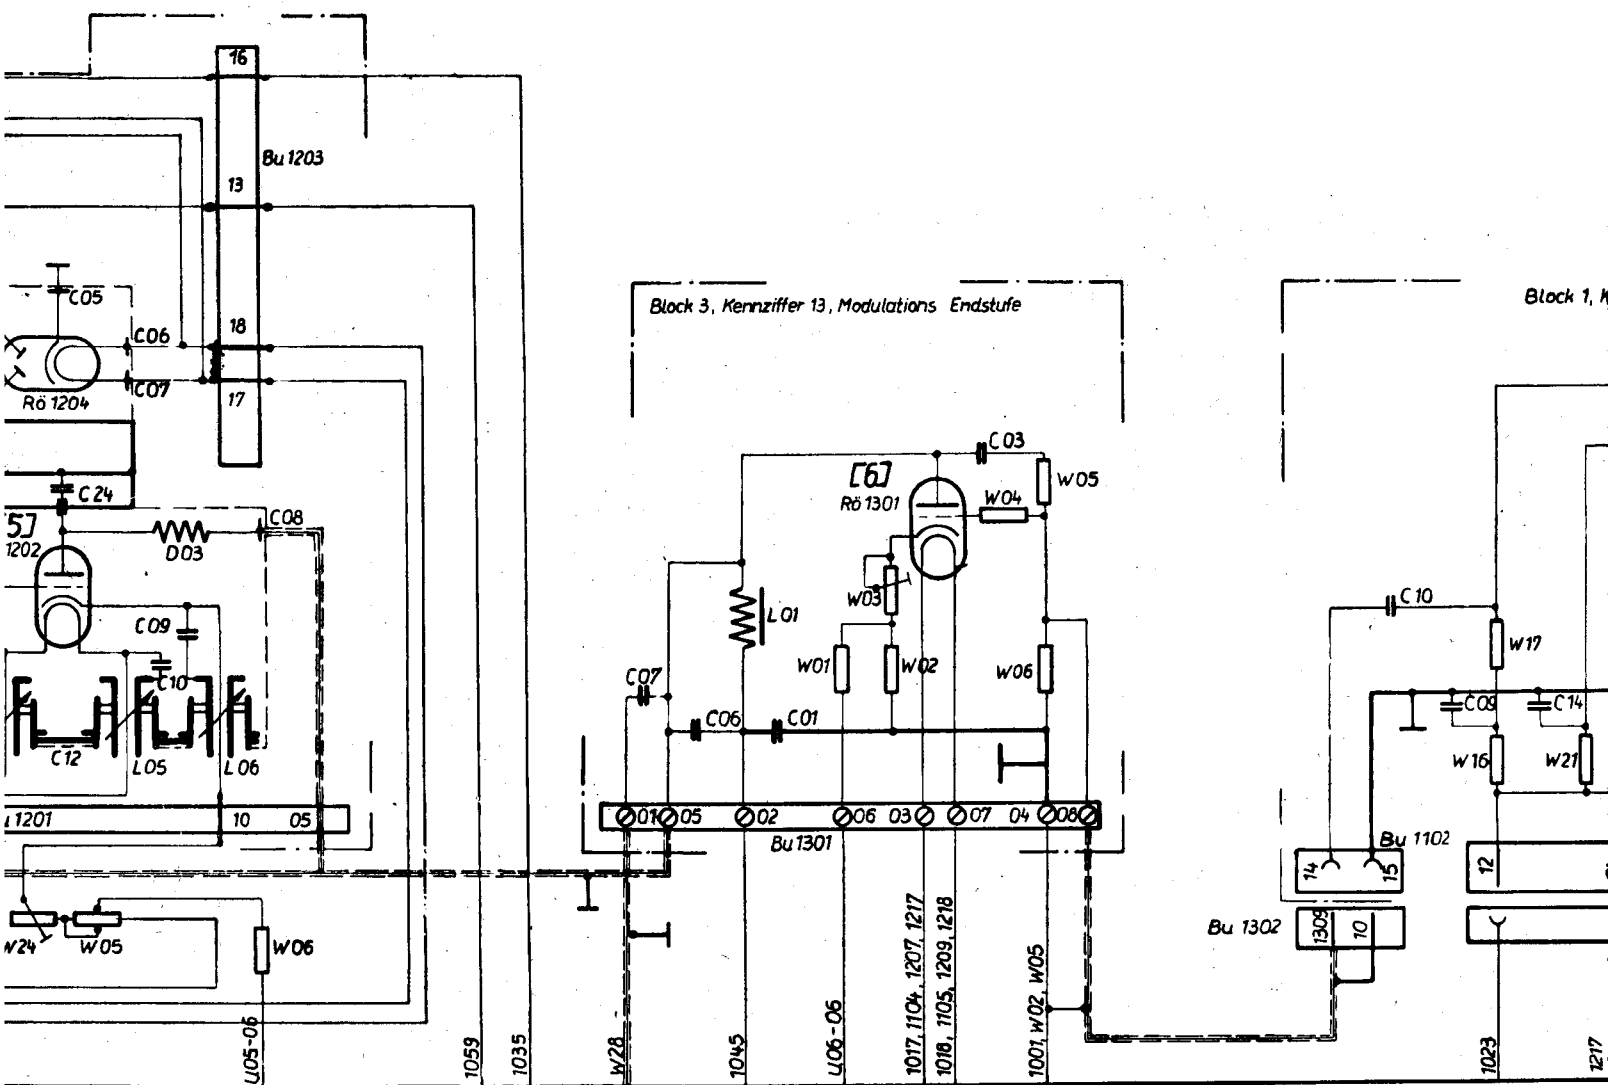 16
Bu 1203
13
C05
18
C06
C07
17
Rö 1204
Block 3, Kennziffer 13, Modulations Endstufe
Block 1,
C 24
C08
5]
1202
D03
C 03
[6]
Rö 1301
W04
W05
C09
C10
W03
L01
W01
W02
W06
C07
C06
C01
C 10
W17
C09
C14
W16
W21
C12
L05
L06
1201
10
05
01
05
02
06
03
07
04
08
Bu 1301
Bu 1102
14
15
12
W24
W05
W06
Bu 1302
1309
10
U05-06
1059
1035
W28
1045
U06-06
1017, 1104, 1207, 1217
1018, 1105, 1209, 1218
1001, W02, W05
1023
1217